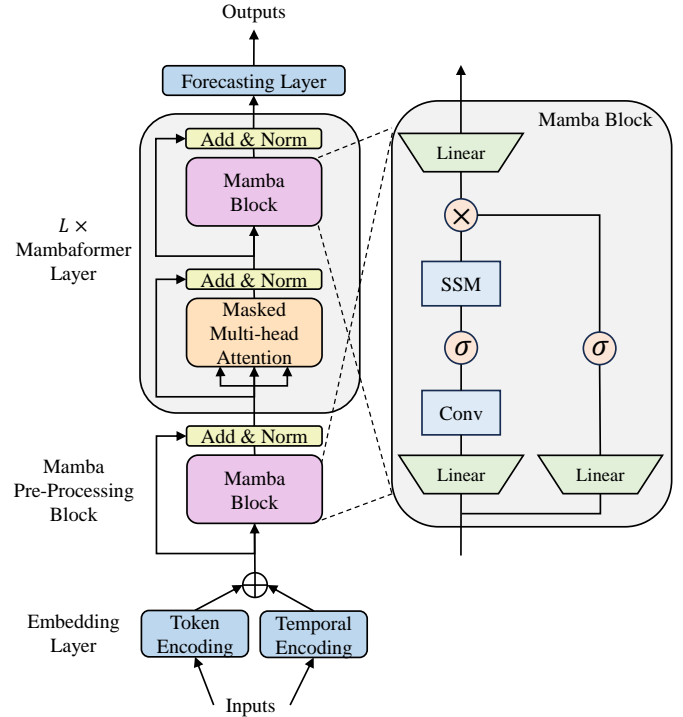 Outputs
Forecasting Layer
Add & Norm
Mamba
Block
L ×
Mambaformer
Layer
Add & Norm
Masked
Multi-head
Attention
Add & Norm
Mamba
Pre-Processing
Block
Mamba
Block
Embedding
Layer
Token
Encoding
Temporal
Encoding
Inputs
Mamba Block
Linear
×
SSM
σ
σ
Conv
Linear
Linear